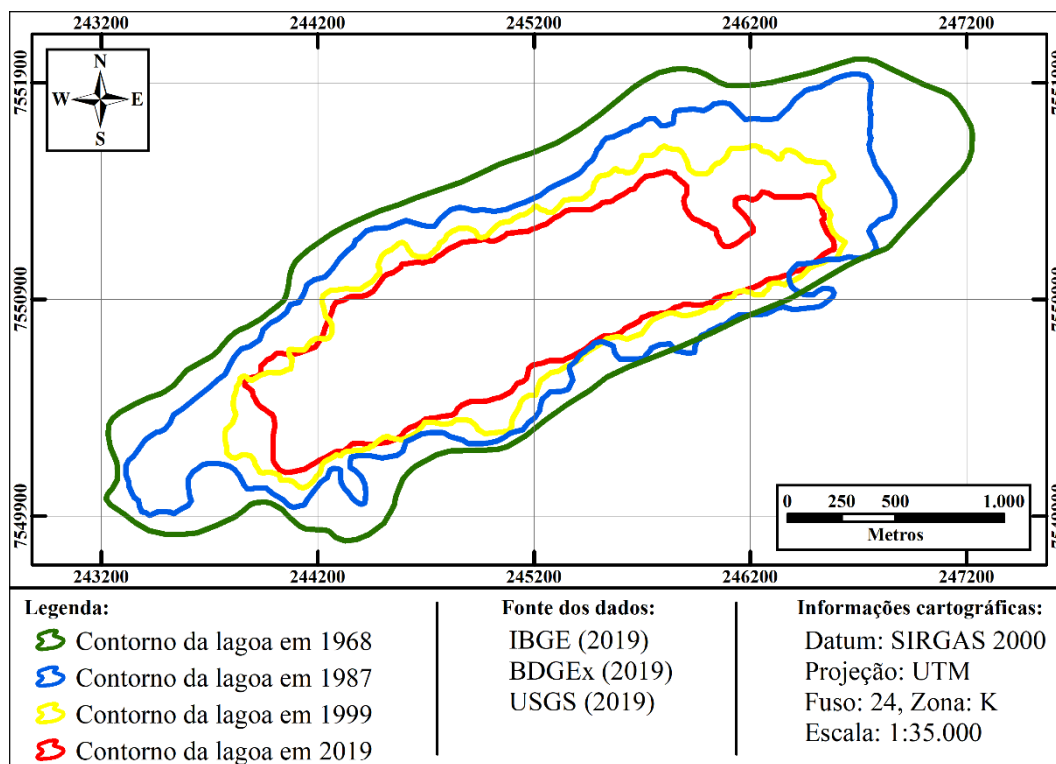 243200 244200 245200 246200 247200
7551900
7550900
7549900
N
W E
S
0 250 500 1.000
Metros
243200 244200 245200 246200 247200
Legenda:
Contorno da lagoa em 1968
Contorno da lagoa em 1987
Contorno da lagoa em 1999
Contorno da lagoa em 2019
Fonte dos dados:
IBGE (2019)
BDGEx (2019)
USGS (2019)
Informações cartográficas:
Datum: SIRGAS 2000
Projeção: UTM
Fuso: 24, Zona: K
Escala: 1:35.000